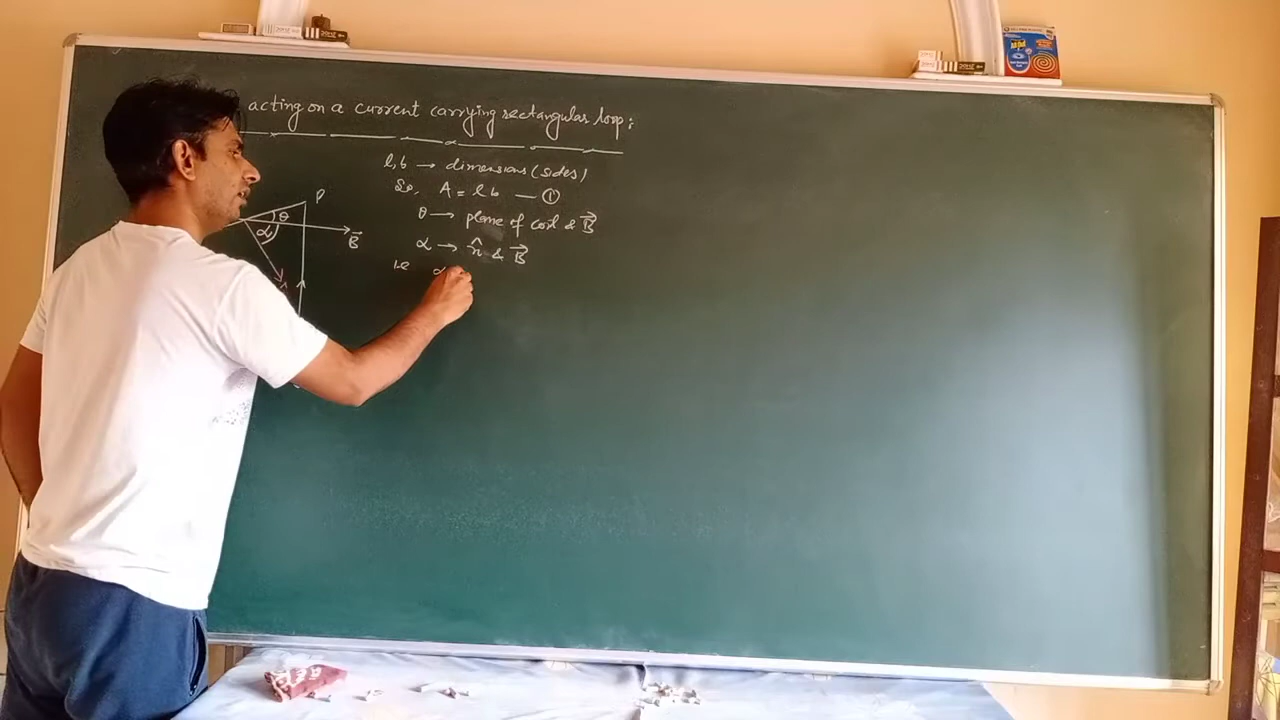 acting on a current carrying rectangular loop:
l, b → dimensions (sides)
So, A = l b — ①
θ → plane of coil & B⃗
α → n̂ & B⃗
i.e α
P
θ
α
B⃗